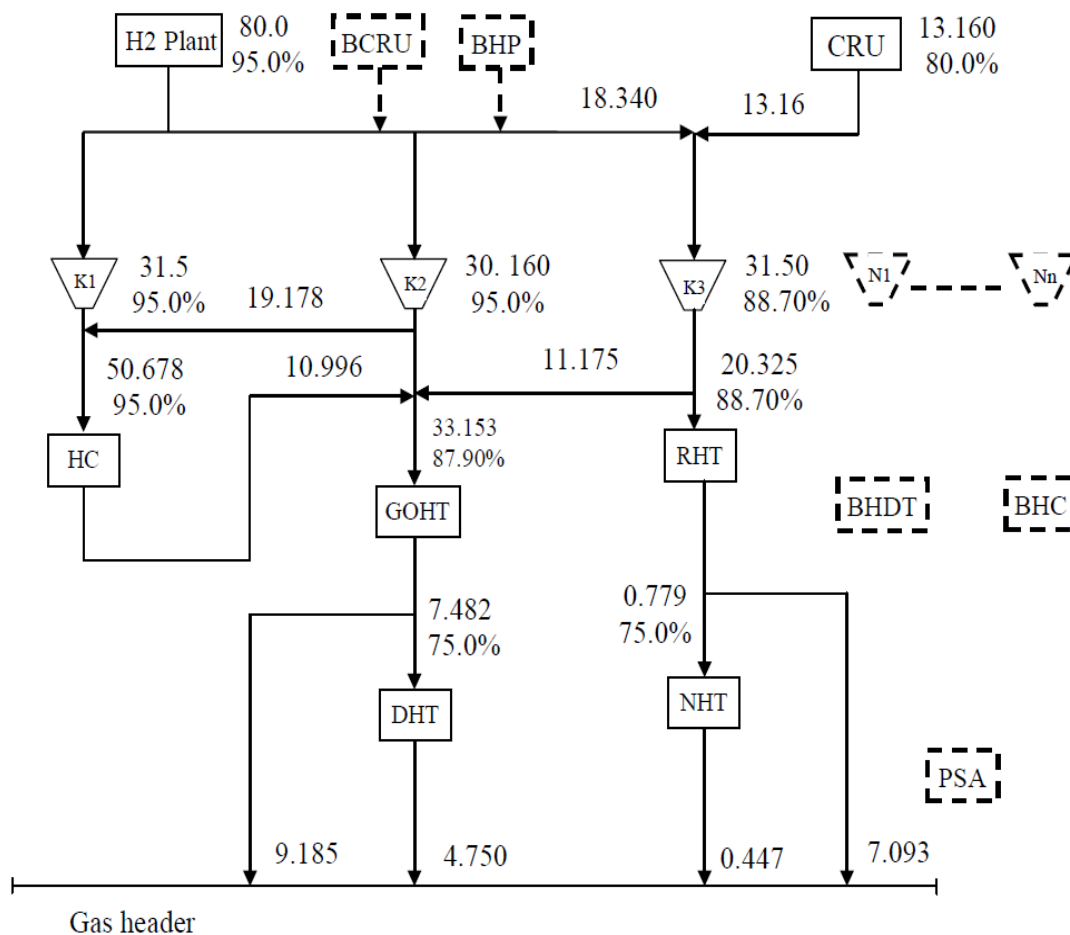 H2 Plant
80.0
95.0%
BCRU
BHP
CRU
13.160
80.0%
18.340
13.16
K1
31.5
95.0%
19.178
K2
30. 160
95.0%
K3
31.50
88.70%
N1
Nn
50.678
95.0%
10.996
11.175
20.325
88.70%
33.153
87.90%
HC
GOHT
RHT
BHDT
BHC
7.482
75.0%
0.779
75.0%
DHT
NHT
PSA
9.185
4.750
0.447
7.093
Gas header